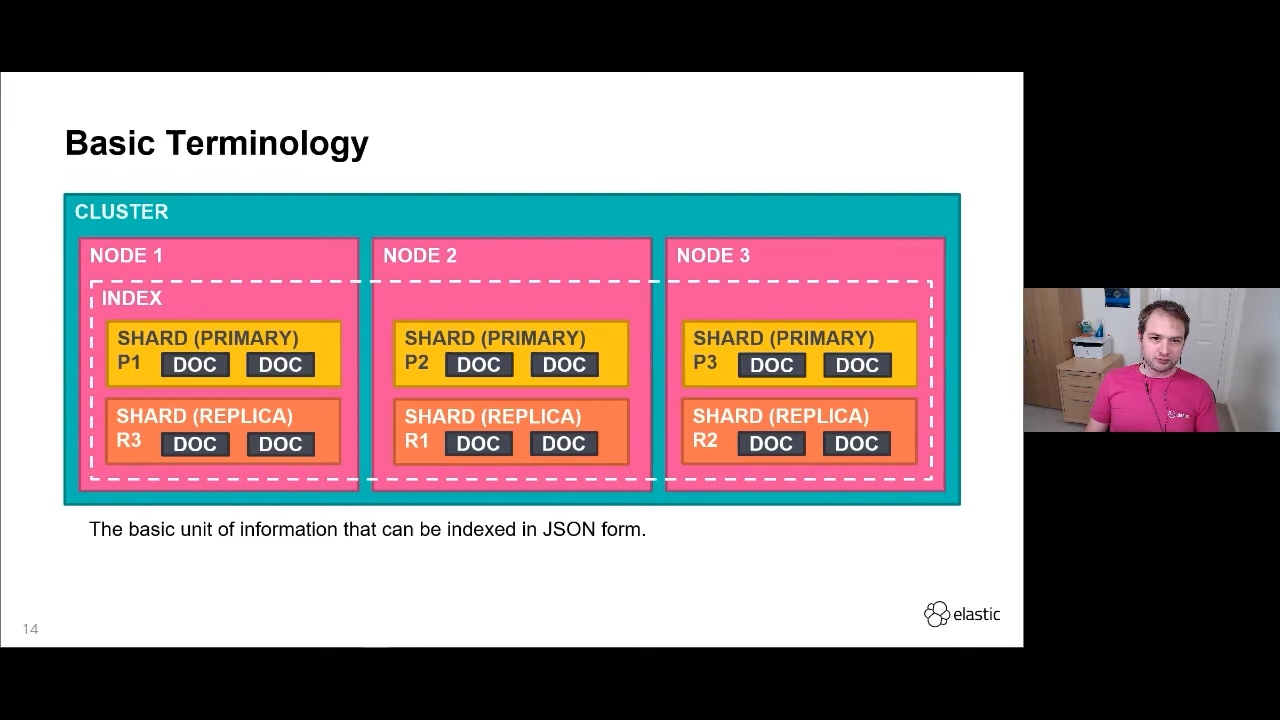 Basic Terminology
CLUSTER
NODE 1
NODE 2
NODE 3
INDEX
SHARD (PRIMARY)
P1 DOC DOC
SHARD (PRIMARY)
P2 DOC DOC
SHARD (PRIMARY)
P3 DOC DOC
SHARD (REPLICA)
R3 DOC DOC
SHARD (REPLICA)
R1 DOC DOC
SHARD (REPLICA)
R2 DOC DOC
The basic unit of information that can be indexed in JSON form.
elastic
14